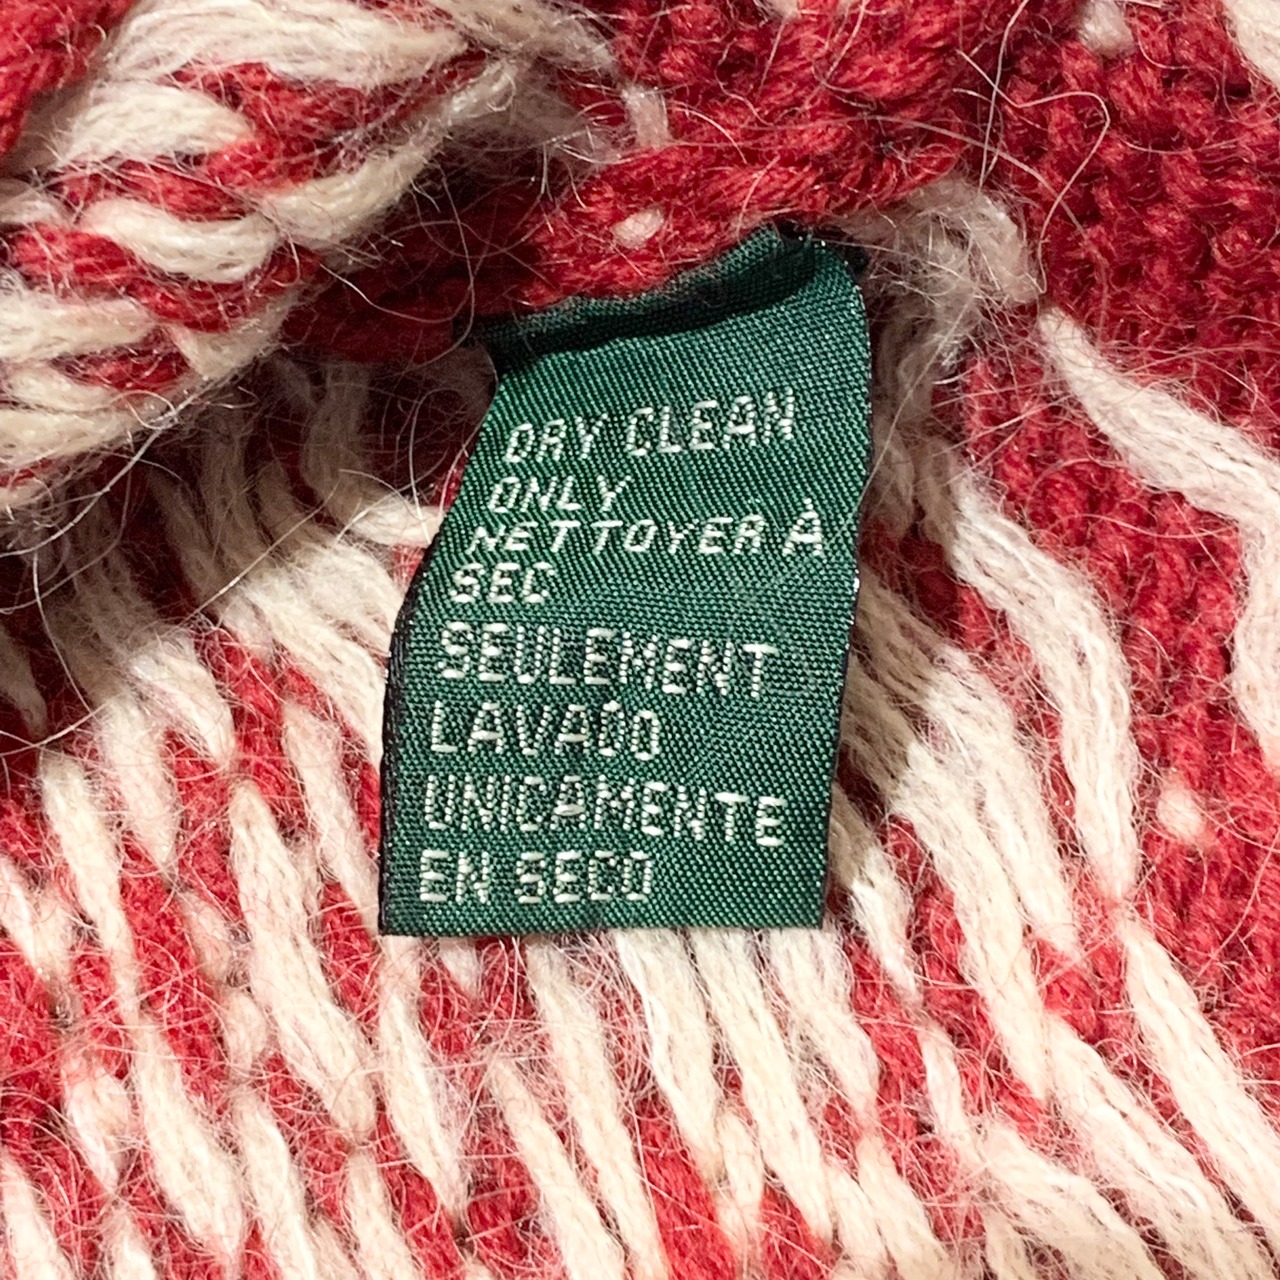 DRY CLEAN
ONLY
NETTOYER À
SEC
SEULEMENT
LAVADO
UNICAMENTE
EN SECO